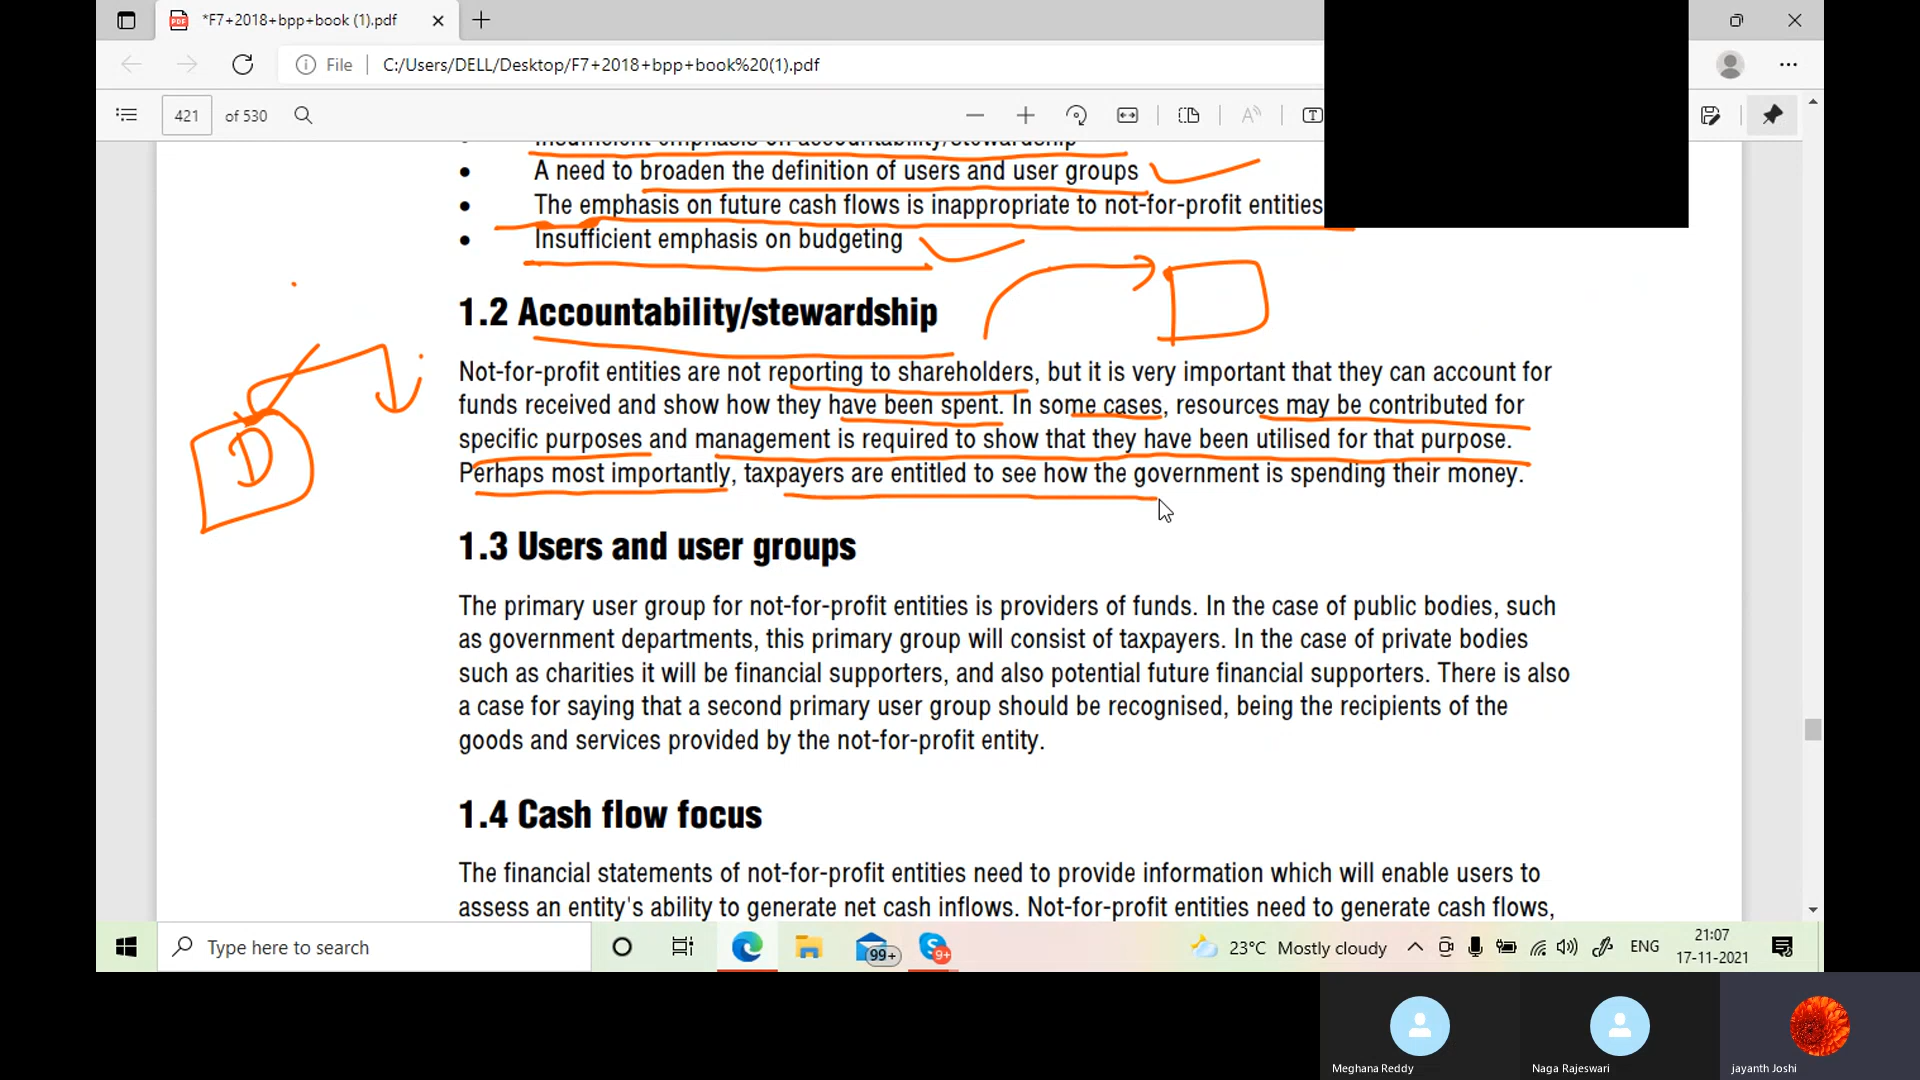 *F7+2018+bpp+book (1).pdf
File
C:/Users/DELL/Desktop/F7+2018+bpp+book%20(1).pdf
421 of 530
Insufficient emphasis on accountability/stewardship
• A need to broaden the definition of users and user groups
• The emphasis on future cash flows is inappropriate to not-for-profit entities
• Insufficient emphasis on budgeting
1.2 Accountability/stewardship
Not-for-profit entities are not reporting to shareholders, but it is very important that they can account for
funds received and show how they have been spent. In some cases, resources may be contributed for
specific purposes and management is required to show that they have been utilised for that purpose.
Perhaps most importantly, taxpayers are entitled to see how the government is spending their money.
D
1.3 Users and user groups
The primary user group for not-for-profit entities is providers of funds. In the case of public bodies, such
as government departments, this primary group will consist of taxpayers. In the case of private bodies
such as charities it will be financial supporters, and also potential future financial supporters. There is also
a case for saying that a second primary user group should be recognised, being the recipients of the
goods and services provided by the not-for-profit entity.
1.4 Cash flow focus
The financial statements of not-for-profit entities need to provide information which will enable users to
assess an entity's ability to generate net cash inflows. Not-for-profit entities need to generate cash flows,
Type here to search
99+
9+
23°C Mostly cloudy
ENG
21:07
17-11-2021
Meghana Reddy
Naga Rajeswari
jayanth Joshi